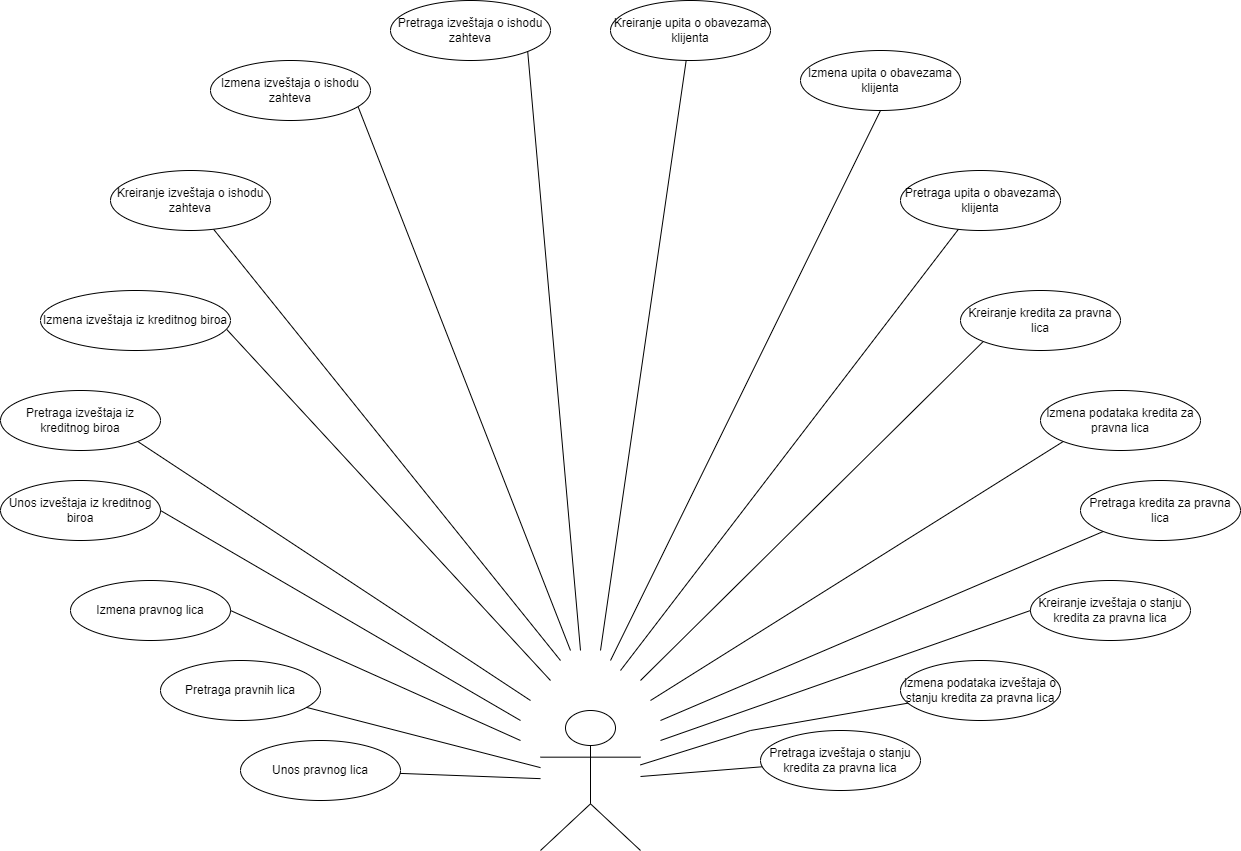 Pretraga izveštaja o ishodu
zahteva
Kreiranje upita o obavezama
klijenta
Izmena izveštaja o ishodu
zahteva
Izmena upita o obavezama
klijenta
Kreiranje izveštaja o ishodu
zahteva
Pretraga upita o obavezama
klijenta
Izmena izveštaja iz kreditnog biroa
Kreiranje kredita za pravna
lica
Pretraga izveštaja iz
kreditnog biroa
Izmena podataka kredita za
pravna lica
Unos izveštaja iz kreditnog
biroa
Pretraga kredita za pravna
lica
Izmena pravnog lica
Kreiranje izveštaja o stanju
kredita za pravna lica
Pretraga pravnih lica
Izmena podataka izveštaja o
stanju kredita za pravna lica
Unos pravnog lica
Pretraga izveštaja o stanju
kredita za pravna lica